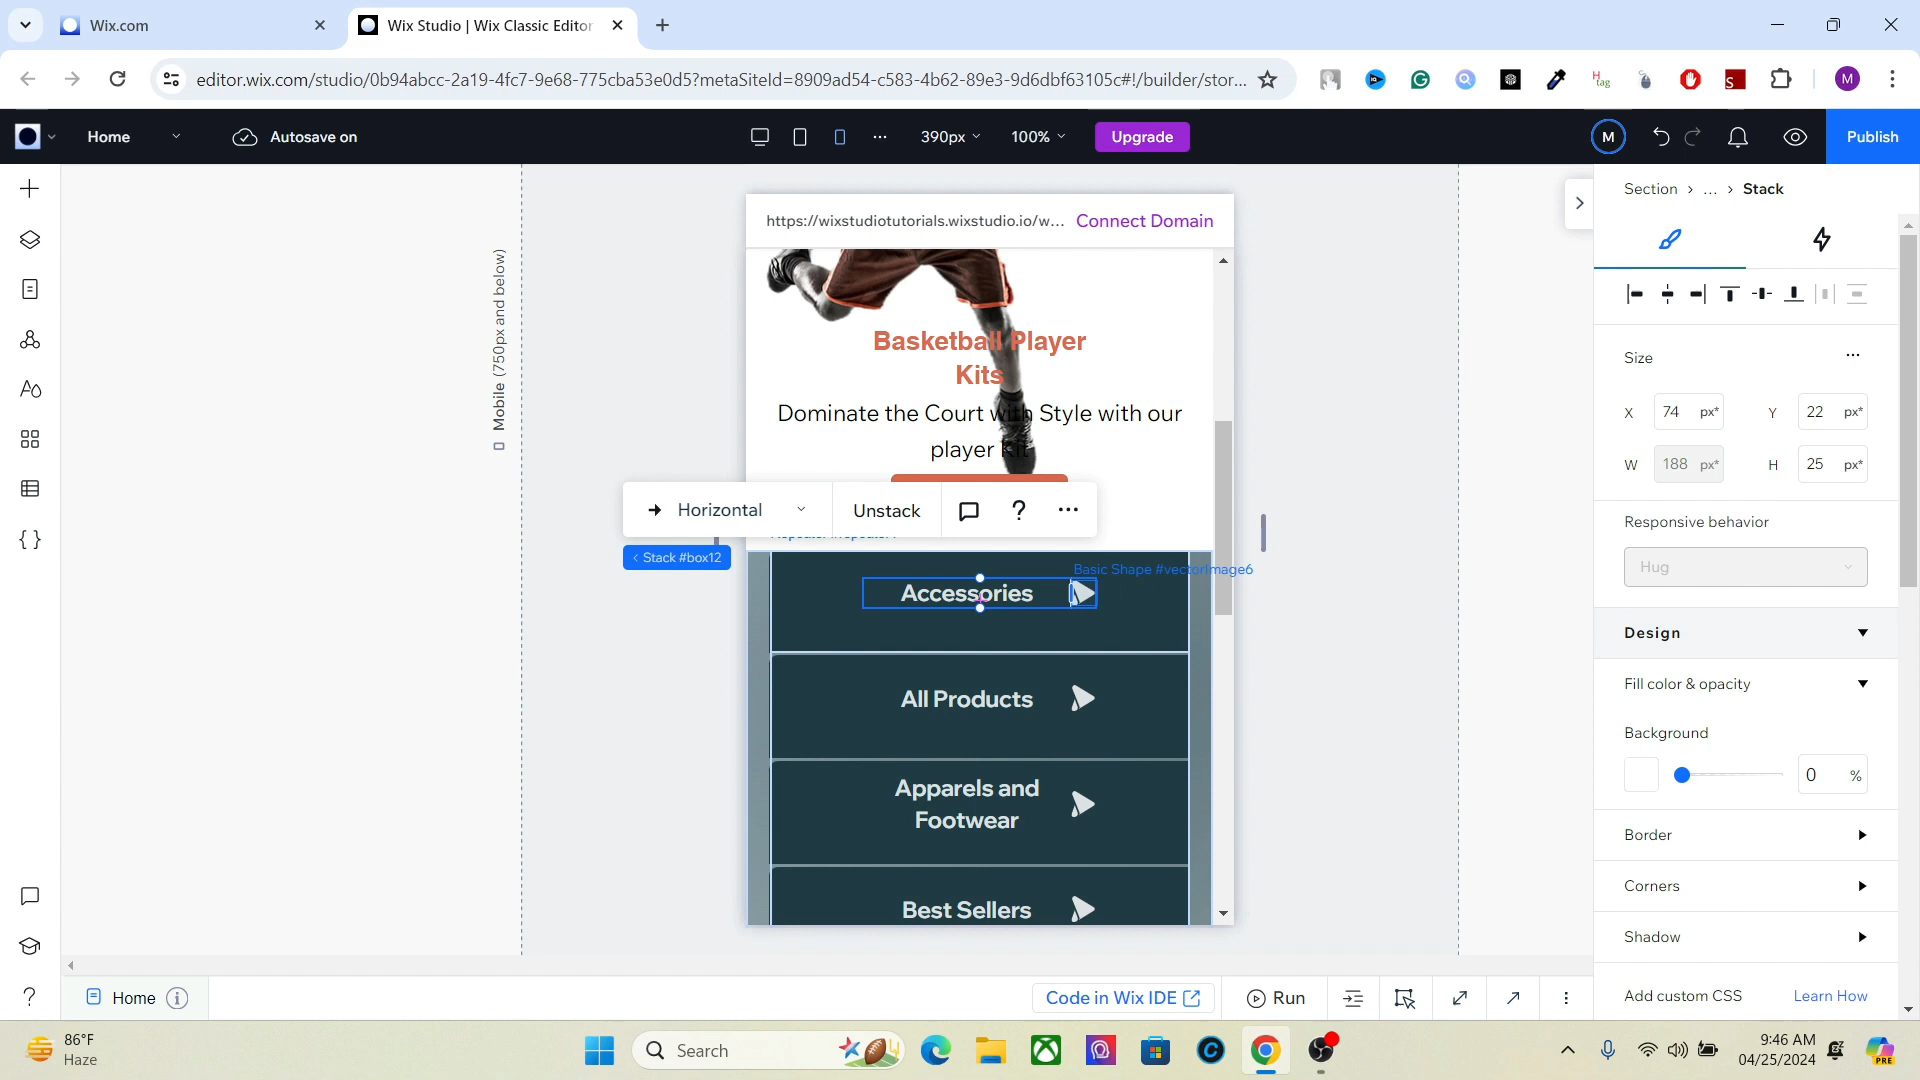 Wix.com
Wix Studio | Wix Classic Editor
editor.wix.com/studio/0b94abcc-2a19-4fc7-9e68-775cba53e0d5?metaSiteId=8909ad54-c583-4b62-89e3-9d6dbf63105c#!/builder/stor...
M
Home
Autosave on
390px
100%
Upgrade
M
Publish
Section > ... > Stack
https://wixstudiotutorials.wixstudio.io/w...
Connect Domain
Mobile (750px and below)
Basketball Player
Kits
Dominate the Court with Style with our
player kit
Horizontal
Unstack
Stack #box12
Basic Shape #vectorImage6
Accessories
All Products
Apparels and
Footwear
Best Sellers
Size
X 74 px*
Y 22 px*
W 188 px*
H 25 px*
Responsive behavior
Hug
Design
Fill color & opacity
Background
0 %
Border
Corners
Shadow
Add custom CSS
Learn How
Home
Code in Wix IDE
Run
86°F
Haze
Search
9:46 AM
04/25/2024
PRE